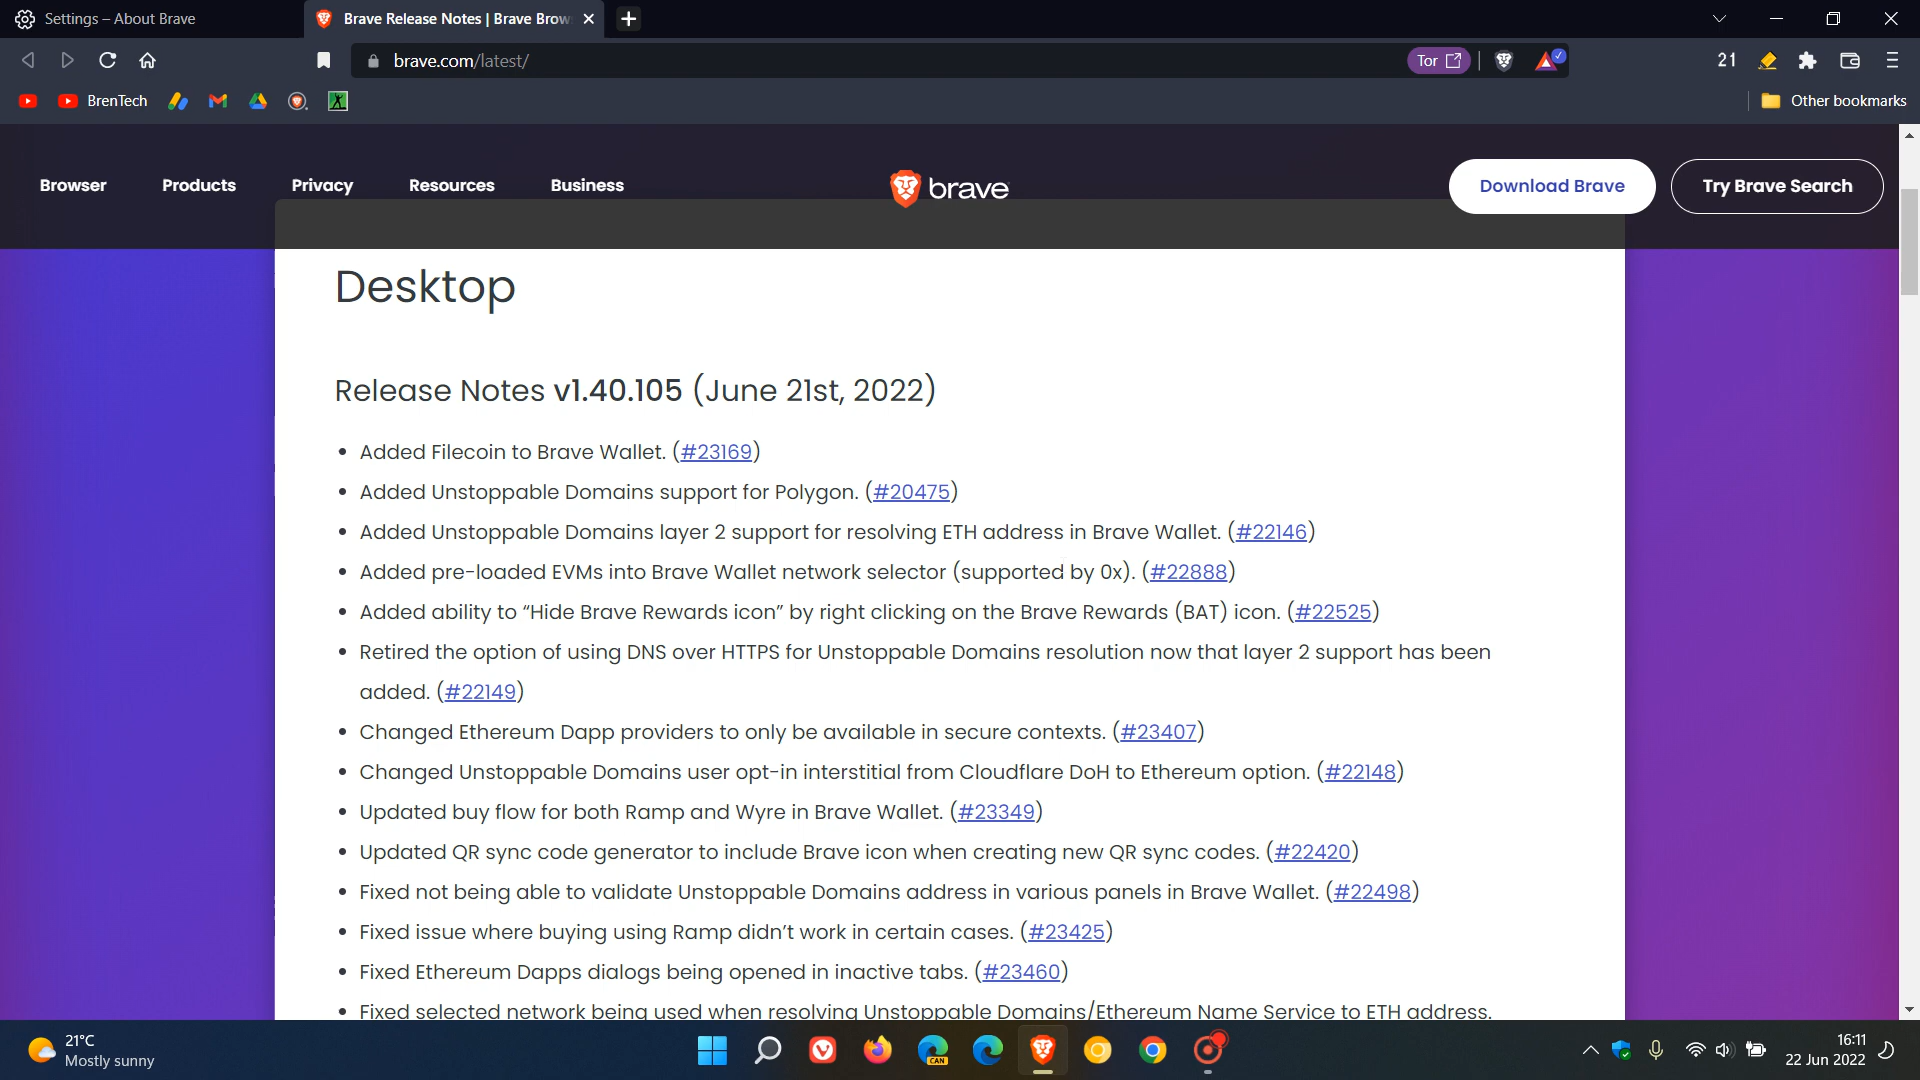 Settings – About Brave
Brave Release Notes | Brave Brow
brave.com/latest/
Tor
21
BrenTech
Other bookmarks
Browser
Products
Privacy
Resources
Business
brave
Download Brave
Try Brave Search
Desktop
Release Notes v1.40.105 (June 21st, 2022)
• Added Filecoin to Brave Wallet. (#23169)
• Added Unstoppable Domains support for Polygon. (#20475)
• Added Unstoppable Domains layer 2 support for resolving ETH address in Brave Wallet. (#22146)
• Added pre-loaded EVMs into Brave Wallet network selector (supported by 0x). (#22888)
• Added ability to “Hide Brave Rewards icon” by right clicking on the Brave Rewards (BAT) icon. (#22525)
• Retired the option of using DNS over HTTPS for Unstoppable Domains resolution now that layer 2 support has been
added. (#22149)
• Changed Ethereum Dapp providers to only be available in secure contexts. (#23407)
• Changed Unstoppable Domains user opt-in interstitial from Cloudflare DoH to Ethereum option. (#22148)
• Updated buy flow for both Ramp and Wyre in Brave Wallet. (#23349)
• Updated QR sync code generator to include Brave icon when creating new QR sync codes. (#22420)
• Fixed not being able to validate Unstoppable Domains address in various panels in Brave Wallet. (#22498)
• Fixed issue where buying using Ramp didn’t work in certain cases. (#23425)
• Fixed Ethereum Dapps dialogs being opened in inactive tabs. (#23460)
• Fixed selected network being used when resolving Unstoppable Domains/Ethereum Name Service to ETH address.
21°C
Mostly sunny
CAN
16:11
22 Jun 2022